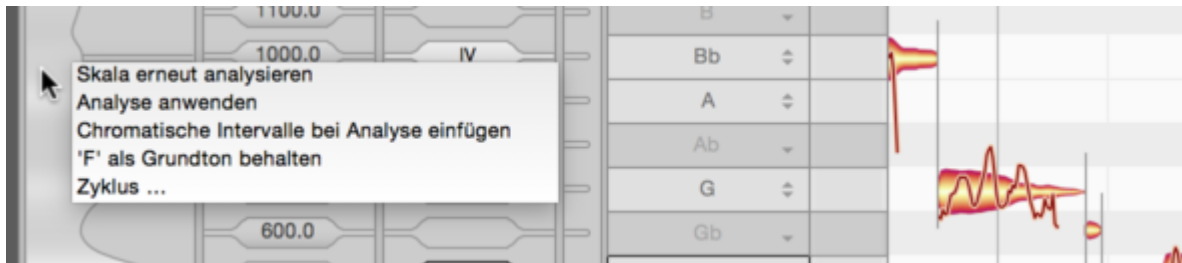 1100.0
B
1000.0
IV
Bb
Skala erneut analysieren
Analyse anwenden
A
Chromatische Intervalle bei Analyse einfügen
Ab
'F' als Grundton behalten
Zyklus ...
G
600.0
Gb